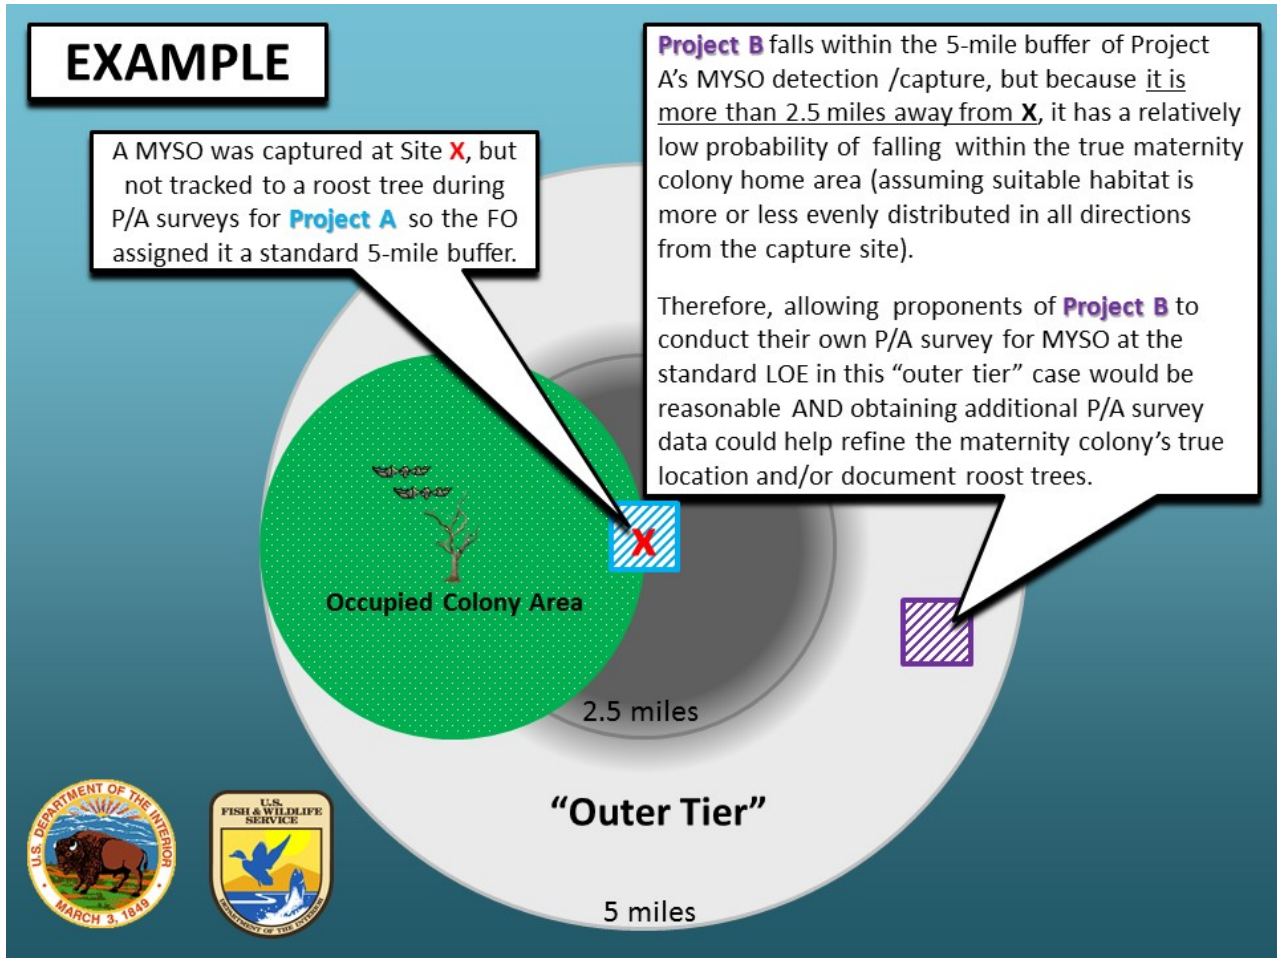 EXAMPLE
A MYSO was captured at Site X, but
not tracked to a roost tree during
P/A surveys for Project A so the FO
assigned it a standard 5-mile buffer.
Project B falls within the 5-mile buffer of Project
A's MYSO detection /capture, but because it is
more than 2.5 miles away from X, it has a relatively
low probability of falling within the true maternity
colony home area (assuming suitable habitat is
more or less evenly distributed in all directions
from the capture site).
Therefore, allowing proponents of Project B to
conduct their own P/A survey for MYSO at the
standard LOE in this “outer tier” case would be
reasonable AND obtaining additional P/A survey
data could help refine the maternity colony's true
location and/or document roost trees.
X
Occupied Colony Area
2.5 miles
“Outer Tier”
5 miles
U.S. DEPARTMENT OF THE INTERIOR
MARCH 3, 1849
U.S.
FISH & WILDLIFE
SERVICE
DEPARTMENT OF THE INTERIOR